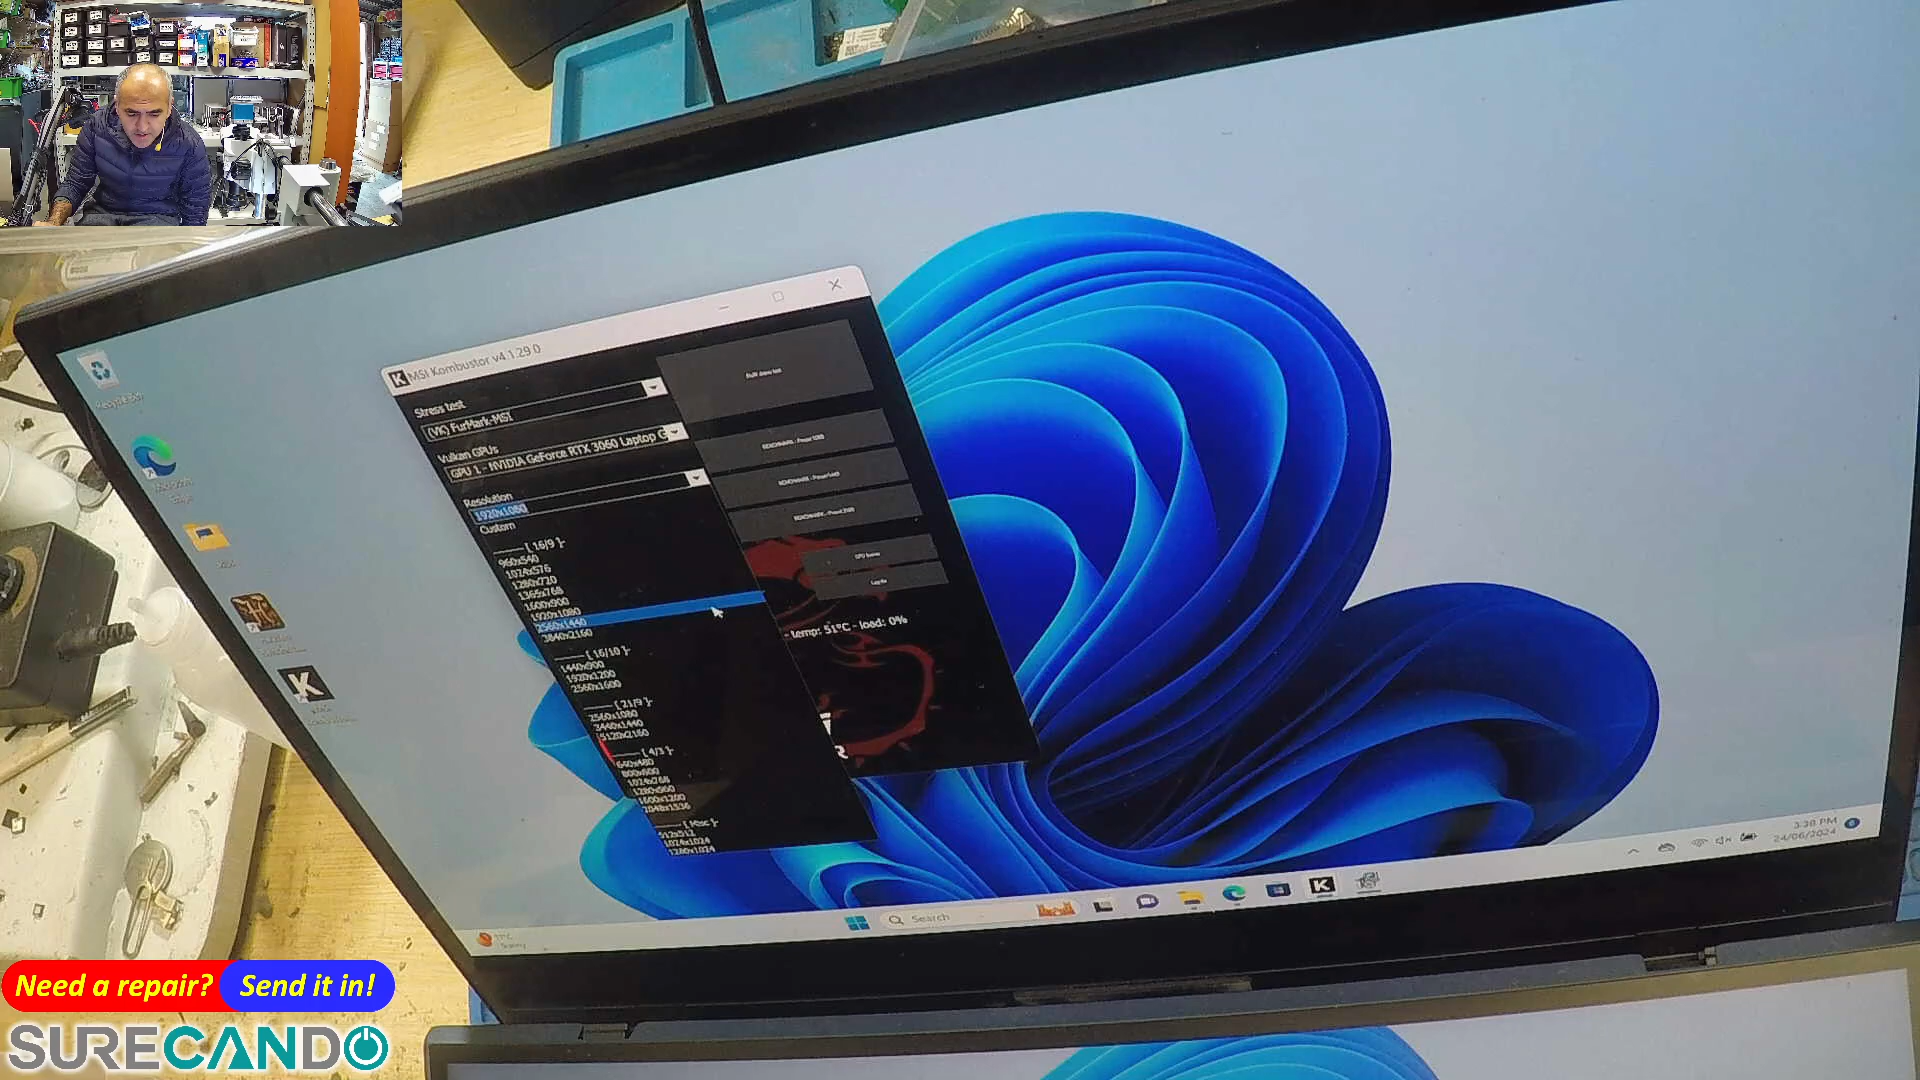 MSI Kombustor v4.1.29.0
Stress test
(VK) FurMark-MSI
Vulkan GPUs
GPU 1 - NVIDIA GeForce RTX 3060 Laptop G
Resolution
1920x1080
Custom
[ 16/9 ]-
960x540
1024x576
1280x720
1365x768
1600x900
1920x1080
2560x1440
3840x2160
[ 16/10 ]-
1440x900
1920x1200
2560x1600
[ 21/9 ]-
2560x1080
3440x1440
5120x2160
[ 4/3 ]-
640x480
800x600
1024x768
1280x960
1600x1200
2048x1536
[ Misc ]-
512x512
1024x1024
1280x1024
- temp: 51°C - load: 0%
Search
3:38 PM
24/06/2024
Need a repair? Send it in!
SURECANDO